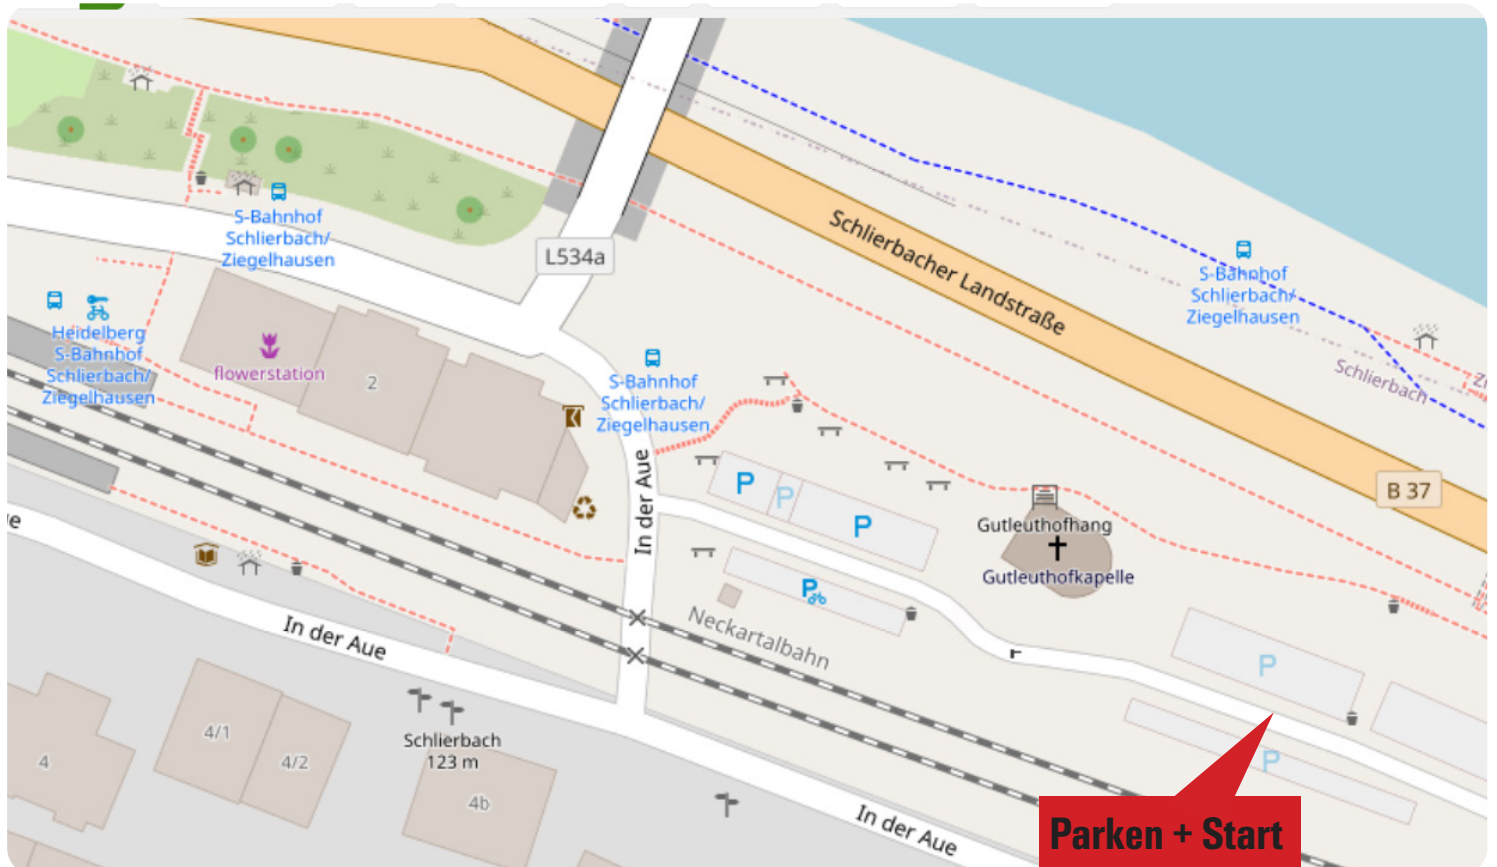 S-Bahnhof
Schlierbach/
Ziegelhausen
L534a
Schlierbacher Landstraße
S-Bahnhof
Schlierbach/
Ziegelhausen
Heidelberg
S-Bahnhof
Schlierbach/
Ziegelhausen
flowerstation
2
S-Bahnhof
Schlierbach/
Ziegelhausen
Schlierbach
B 37
In der Aue
P
P
P
Gutleuthofhang
Gutleuthofkapelle
P
Neckartalbahn
In der Aue
P
4/1
4/2
4
Schlierbach
123 m
4b
P
In der Aue
Parken + Start